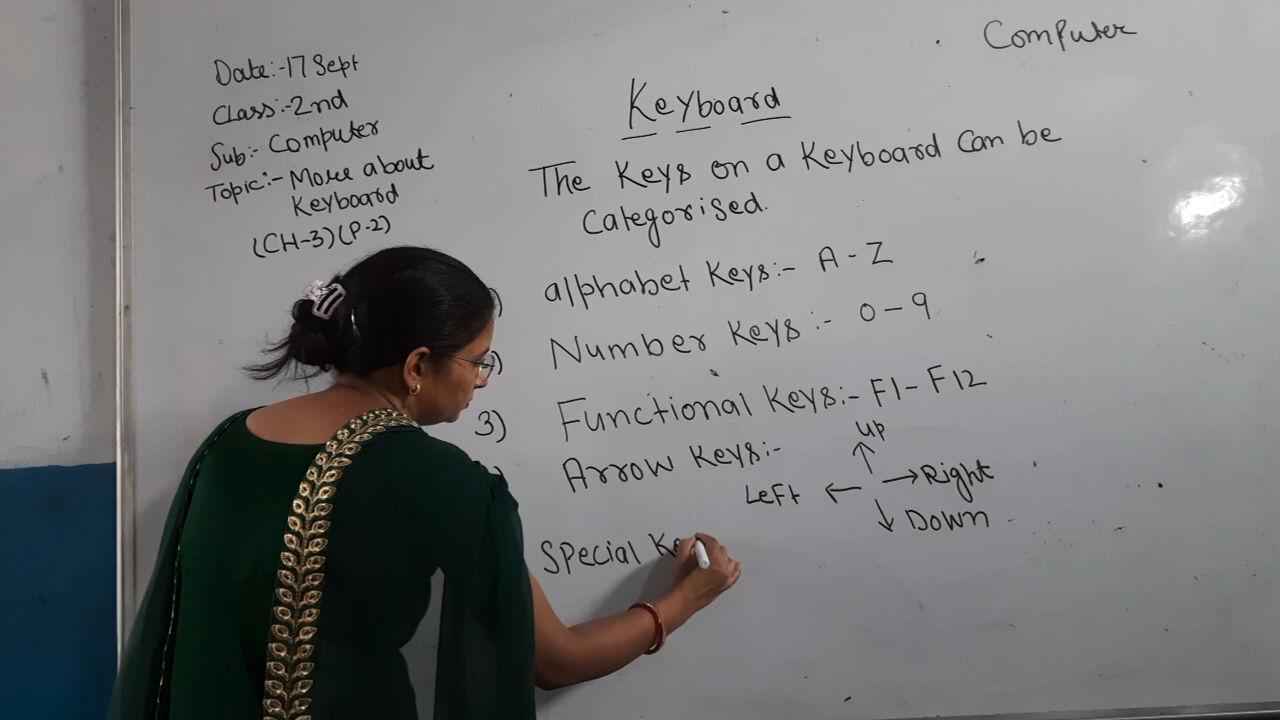 Computer
Date:-17 Sept
Class:-2nd
Sub:- Computer
Topic:- More about
Keyboard
(CH-3)(P-2)
Keyboard
The Keys on a Keyboard Can be
Categorised.
alphabet Keys:- A-Z
Number Keys:- 0-9
3) Functional Keys:- F1-F12
Arrow Keys:-
up
Left ← → Right
↓ Down
Special Ke